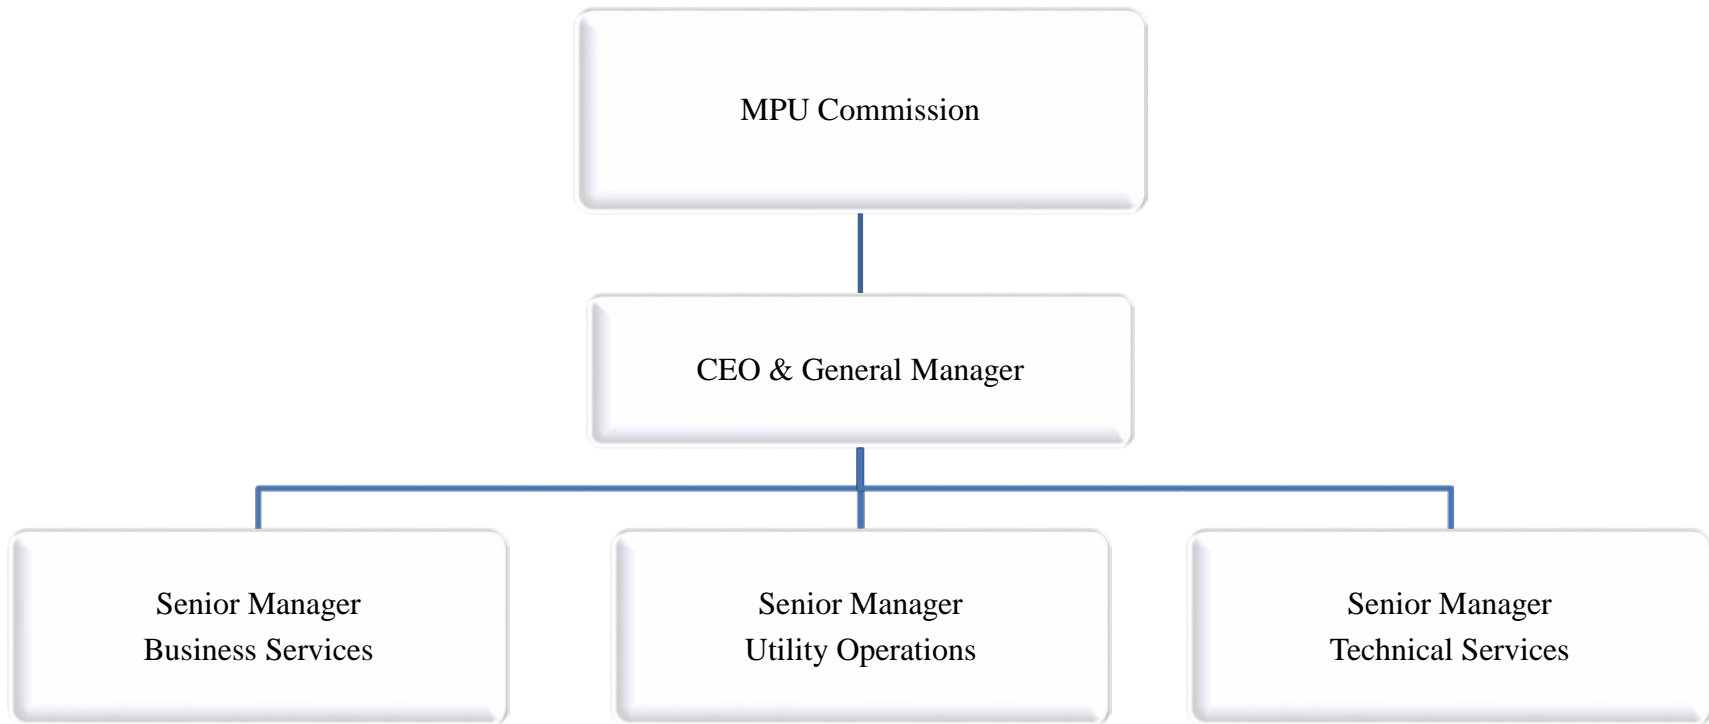 MPU Commission
CEO & General Manager
Senior Manager
Business Services
Senior Manager
Utility Operations
Senior Manager
Technical Services